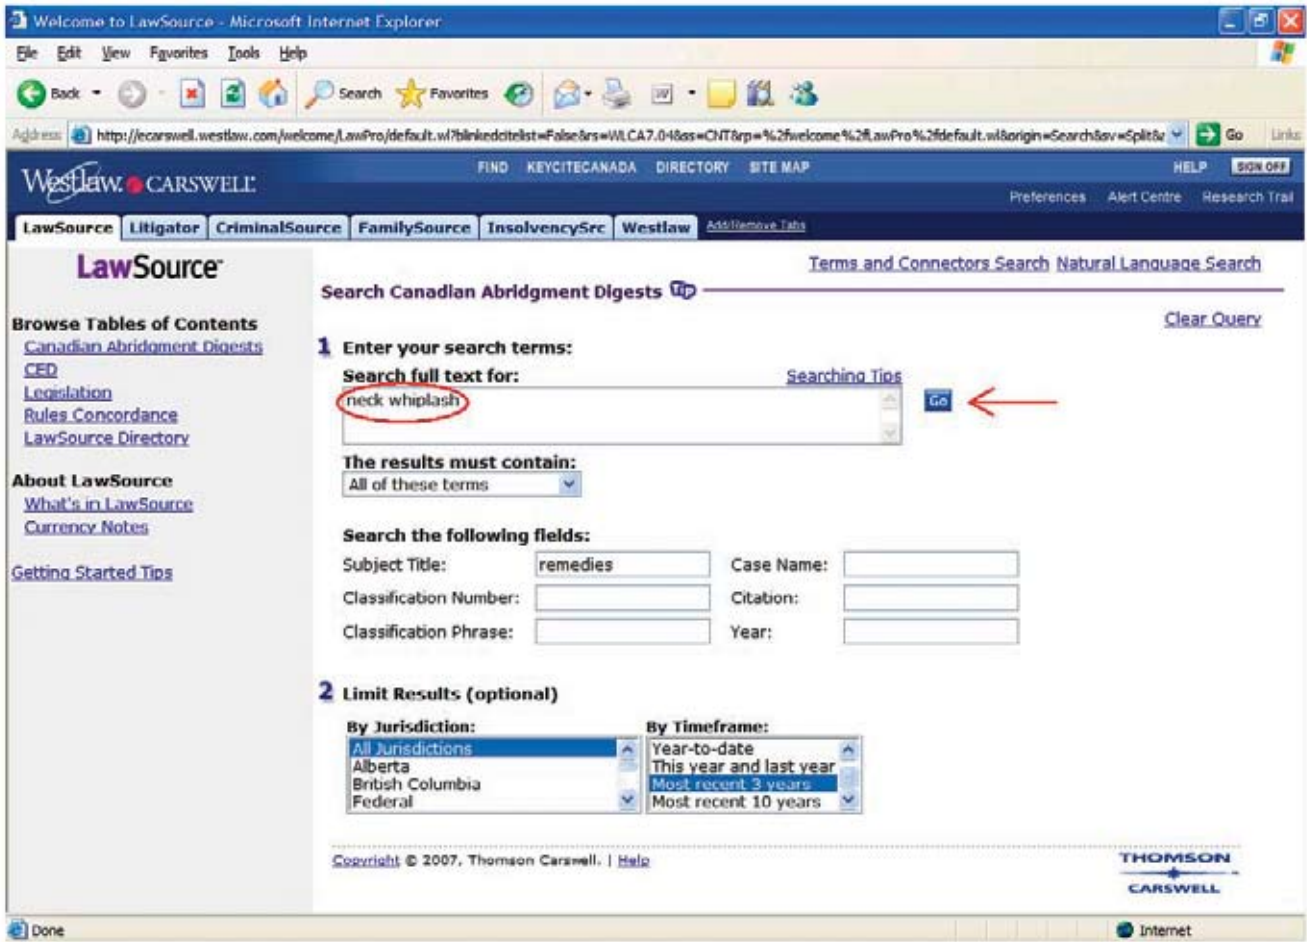 Welcome to LawSource - Microsoft Internet Explorer
File Edit View Favorites Tools Help
Back Search Favorites
Address http://ecarswell.westlaw.com/welcome/LawPro/default.wl?blinkedcitelist=False&rs=WLCA7.04&ss=CNT&rp=%2fwelcome%2fLawPro%2fdefault.wl&origin=Search&sv=Split& Go Links
FIND KEYCITECANADA DIRECTORY SITE MAP HELP SIGN OFF
Westlaw. CARSWELL
Preferences Alert Centre Research Trail
LawSource Litigator CriminalSource FamilySource InsolvencySrc Westlaw Add/Remove Tabs
LawSource
Terms and Connectors Search Natural Language Search
Search Canadian Abridgment Digests Tip
Clear Query
Browse Tables of Contents
Canadian Abridgment Digests
CED
Legislation
Rules Concordance
LawSource Directory
About LawSource
What's in LawSource
Currency Notes
Getting Started Tips
1 Enter your search terms:
Search full text for: Searching Tips
neck whiplash
Go
The results must contain:
All of these terms
Search the following fields:
Subject Title: remedies Case Name:
Classification Number: Citation:
Classification Phrase: Year:
2 Limit Results (optional)
By Jurisdiction: By Timeframe:
All Jurisdictions Year-to-date
Alberta This year and last year
British Columbia Most recent 3 years
Federal Most recent 10 years
Copyright © 2007, Thomson Carswell. | Help
THOMSON
CARSWELL
Done Internet